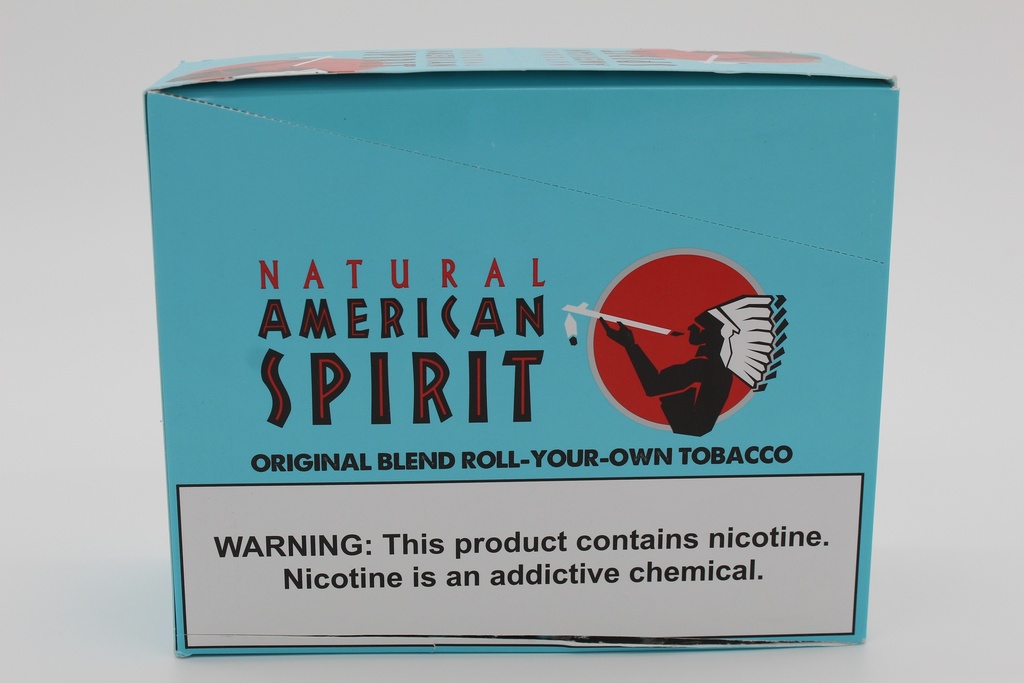 NATURAL
AMERICAN
SPIRIT
ORIGINAL BLEND ROLL-YOUR-OWN TOBACCO
WARNING: This product contains nicotine.
Nicotine is an addictive chemical.